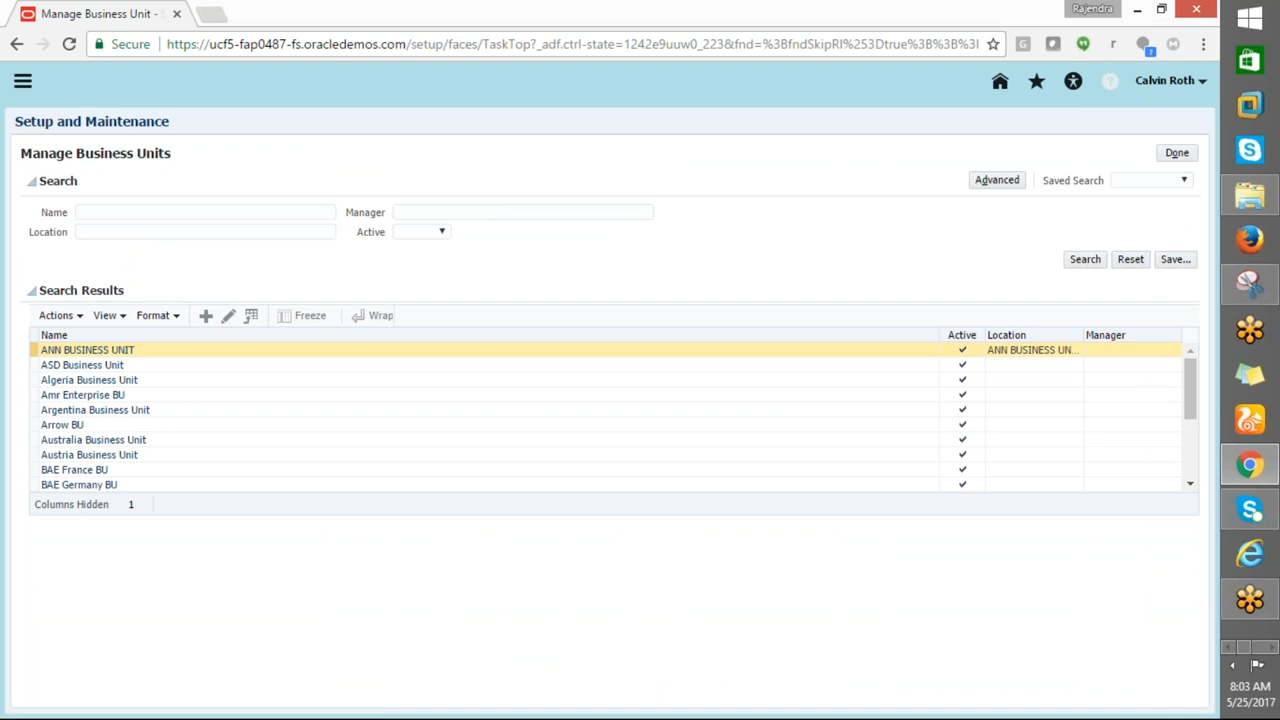 Manage Business Unit -
Rajendra
Secure
https://ucf5-fap0487-fs.oracledemos.com/setup/faces/TaskTop?_adf.ctrl-state=1242e9uuw0_223&fnd=%3BfndSkipRI%253Dtrue%3B%3B%3I
Calvin Roth
Setup and Maintenance
Manage Business Units
Done
Search
Advanced
Saved Search
Name
Manager
Location
Active
Search
Reset
Save...
Search Results
Actions
View
Format
Freeze
Wrap
Name
Active
Location
Manager
ANN BUSINESS UNIT
ANN BUSINESS UN...
ASD Business Unit
Algeria Business Unit
Amr Enterprise BU
Argentina Business Unit
Arrow BU
Australia Business Unit
Austria Business Unit
BAE France BU
BAE Germany BU
Columns Hidden 1
8:03 AM
5/25/2017